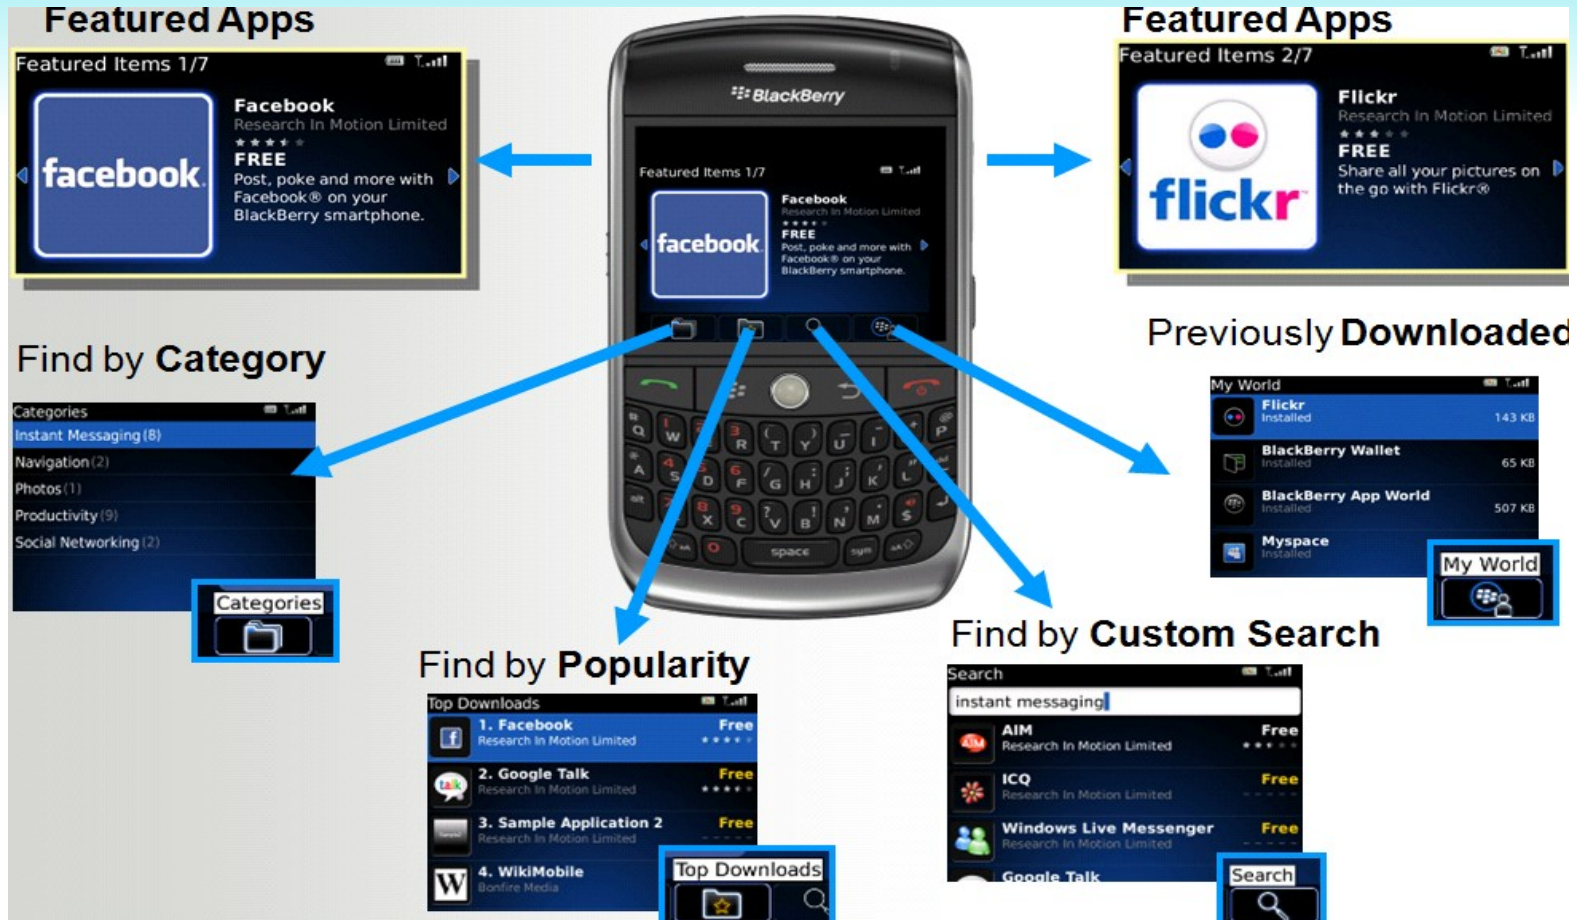 Featured Apps
Featured Items 1/7
facebook.
Facebook
Research In Motion Limited
FREE
Post, poke and more with
Facebook® on your
BlackBerry smartphone.
BlackBerry
Featured Items 1/7
facebook.
Facebook
Research In Motion Limited
FREE
Post, poke and more with
Facebook® on your
BlackBerry smartphone.
Featured Apps
Featured Items 2/7
flickr
Flickr
Research In Motion Limited
FREE
Share all your pictures on
the go with Flickr®
Find by Category
Categories
Instant Messaging (8)
Navigation (2)
Photos (1)
Productivity (9)
Social Networking (2)
Categories
Previously Downloaded
My World
Flickr
Installed
143 KB
BlackBerry Wallet
Installed
65 KB
BlackBerry App World
Installed
507 KB
Myspace
Installed
My World
alt
space
sym
Find by Popularity
Top Downloads
1. Facebook Free
Research In Motion Limited
talk
2. Google Talk Free
Research In Motion Limited
3. Sample Application 2 Free
Research In Motion Limited
W
4. WikiMobile
Bonfire Media
Top Downloads
Find by Custom Search
Search
instant messaging
AIM Free
Research In Motion Limited
ICQ Free
Research In Motion Limited
Windows Live Messenger Free
Research In Motion Limited
Google Talk
Search